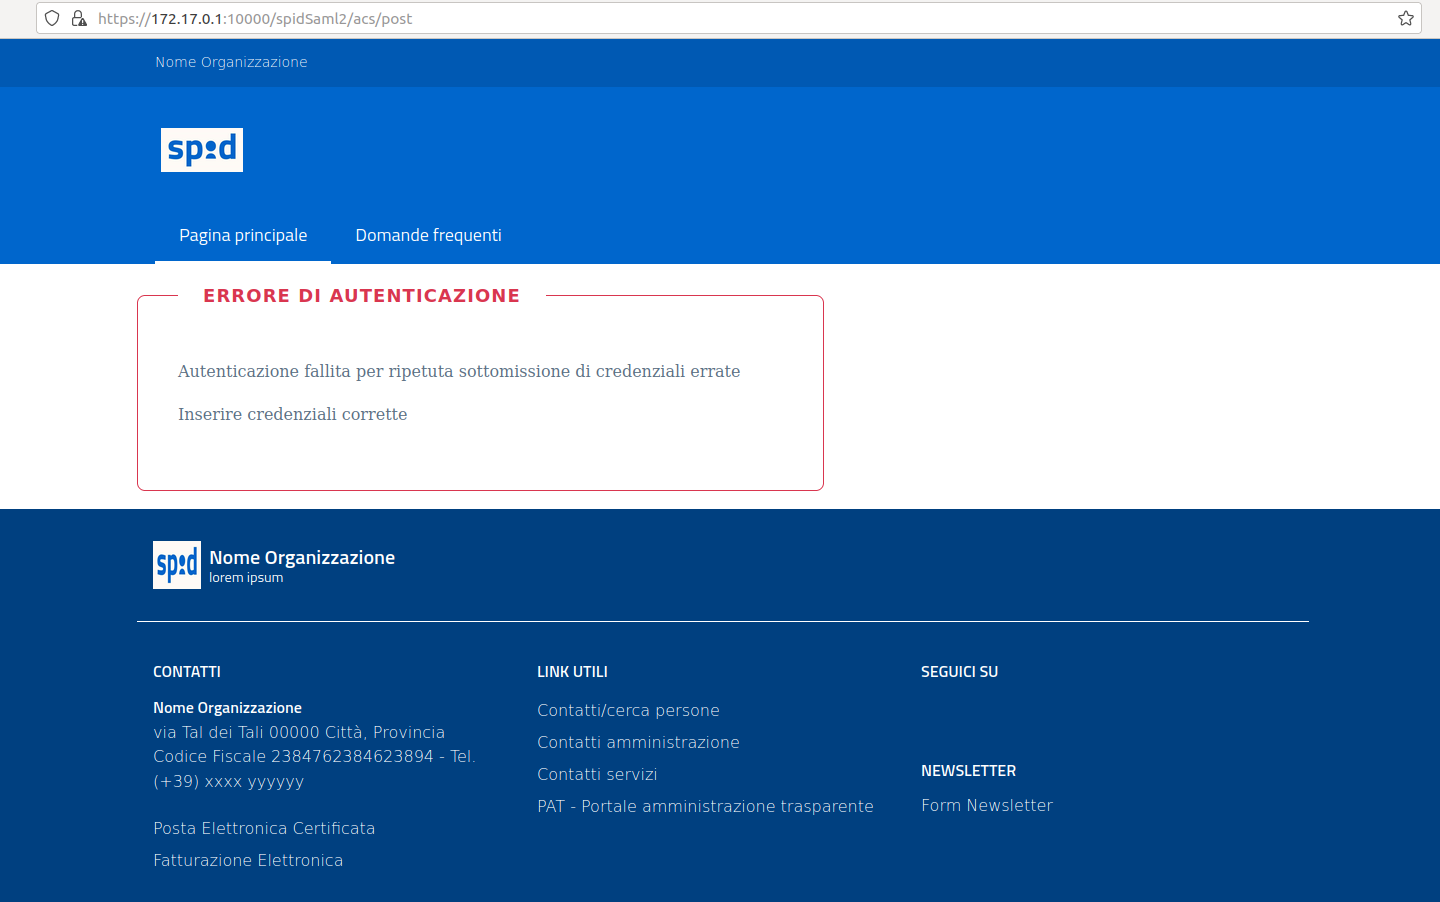 https://172.17.0.1:10000/spidSaml2/acs/post
Nome Organizzazione
spid
Pagina principale
Domande frequenti
ERRORE DI AUTENTICAZIONE
Autenticazione fallita per ripetuta sottomissione di credenziali errate
Inserire credenziali corrette
spid
Nome Organizzazione
lorem ipsum
CONTATTI
Nome Organizzazione
via Tal dei Tali 00000 Città, Provincia
Codice Fiscale 2384762384623894 - Tel.
(+39) xxxx yyyyyy
Posta Elettronica Certificata
Fatturazione Elettronica
LINK UTILI
Contatti/cerca persone
Contatti amministrazione
Contatti servizi
PAT - Portale amministrazione trasparente
SEGUICI SU
NEWSLETTER
Form Newsletter